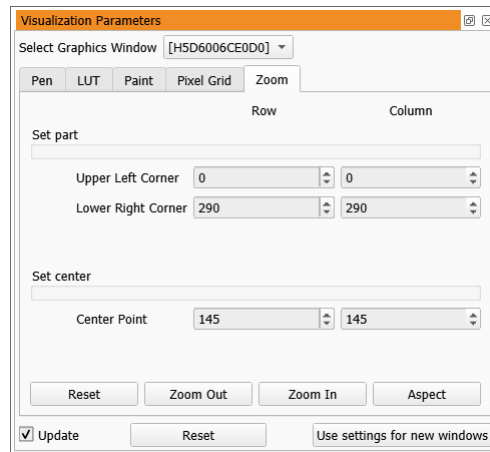 Visualization Parameters
Select Graphics Window [H5D6006CE0D0]
Pen LUT Paint Pixel Grid Zoom
Row Column
Set part
Upper Left Corner 0 0
Lower Right Corner 290 290
Set center
Center Point 145 145
Reset Zoom Out Zoom In Aspect
Update Reset Use settings for new windows